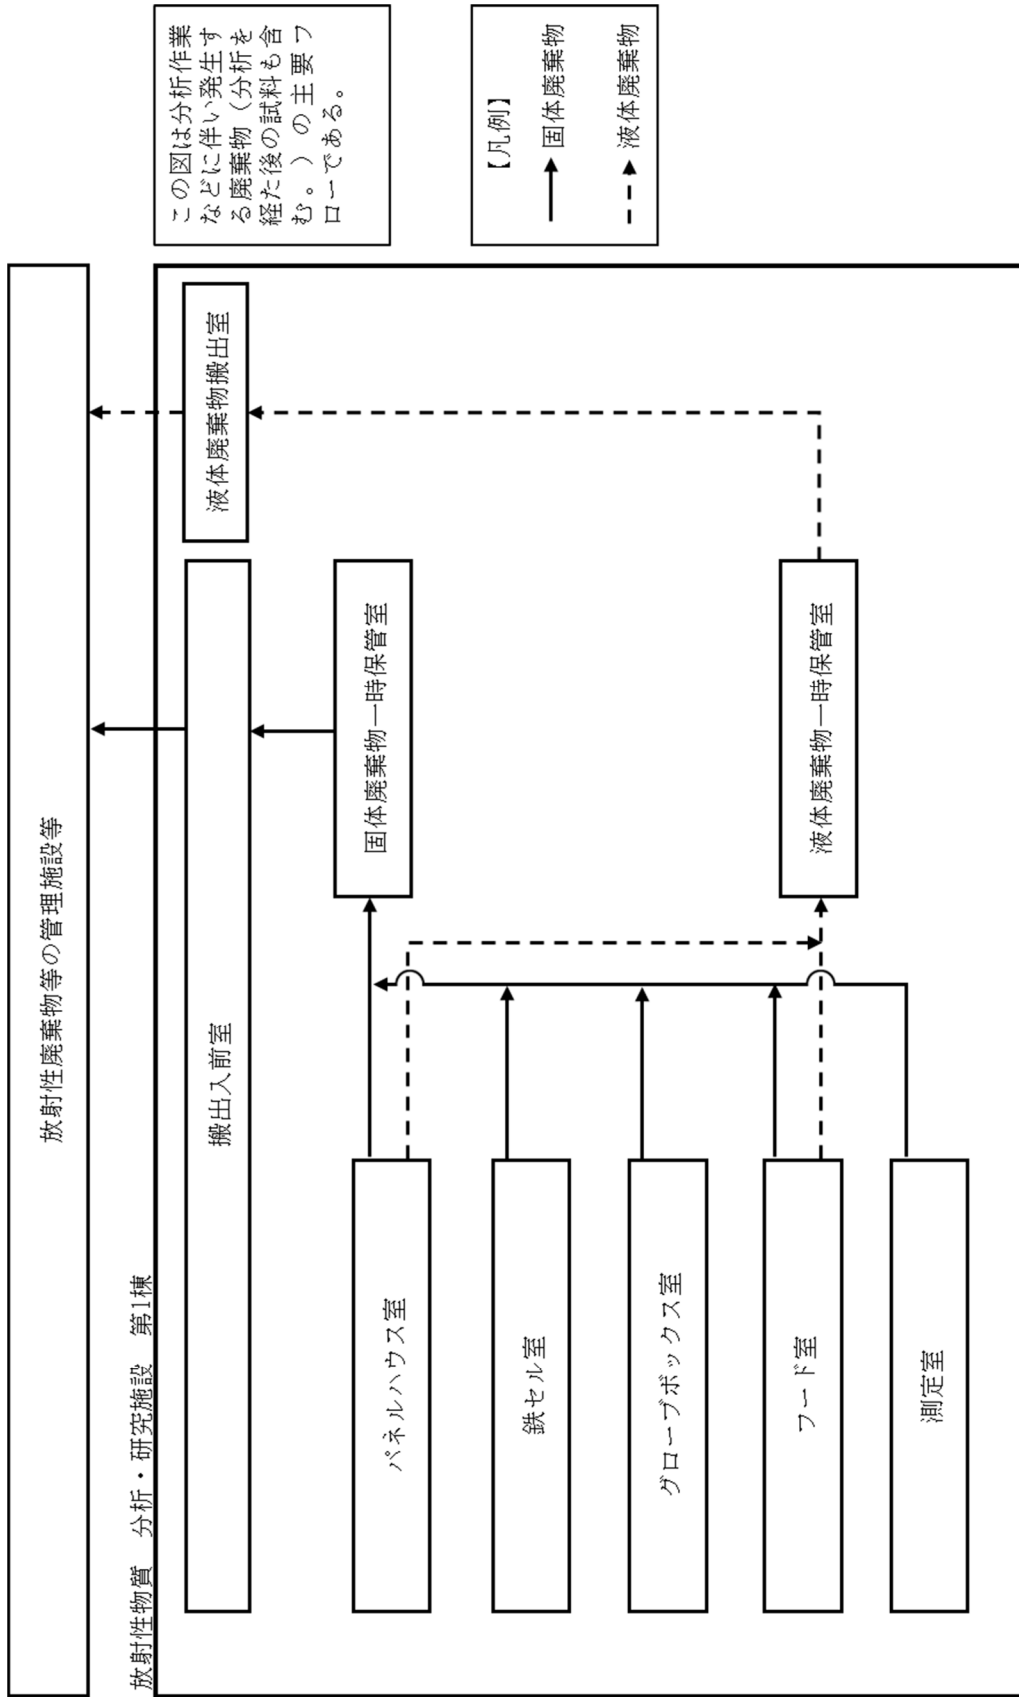 放射性廃棄物等の管理施設等
放射性物質　分析・研究施設　第1棟
搬出入前室
液体廃棄物搬出室
パネルハウス室
鉄セル室
グローブボックス室
フード室
測定室
固体廃棄物一時保管室
液体廃棄物一時保管室
この図は分析作業
などに伴い発生す
る廃棄物（分析を
経た後の試料も含
む。）の主要フ
ローである。
【凡例】
固体廃棄物
液体廃棄物